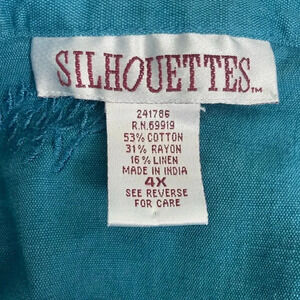 SILHOUETTES™
241786
R.N.69919
53% COTTON
31% RAYON
16% LINEN
MADE IN INDIA
4X
SEE REVERSE
FOR CARE